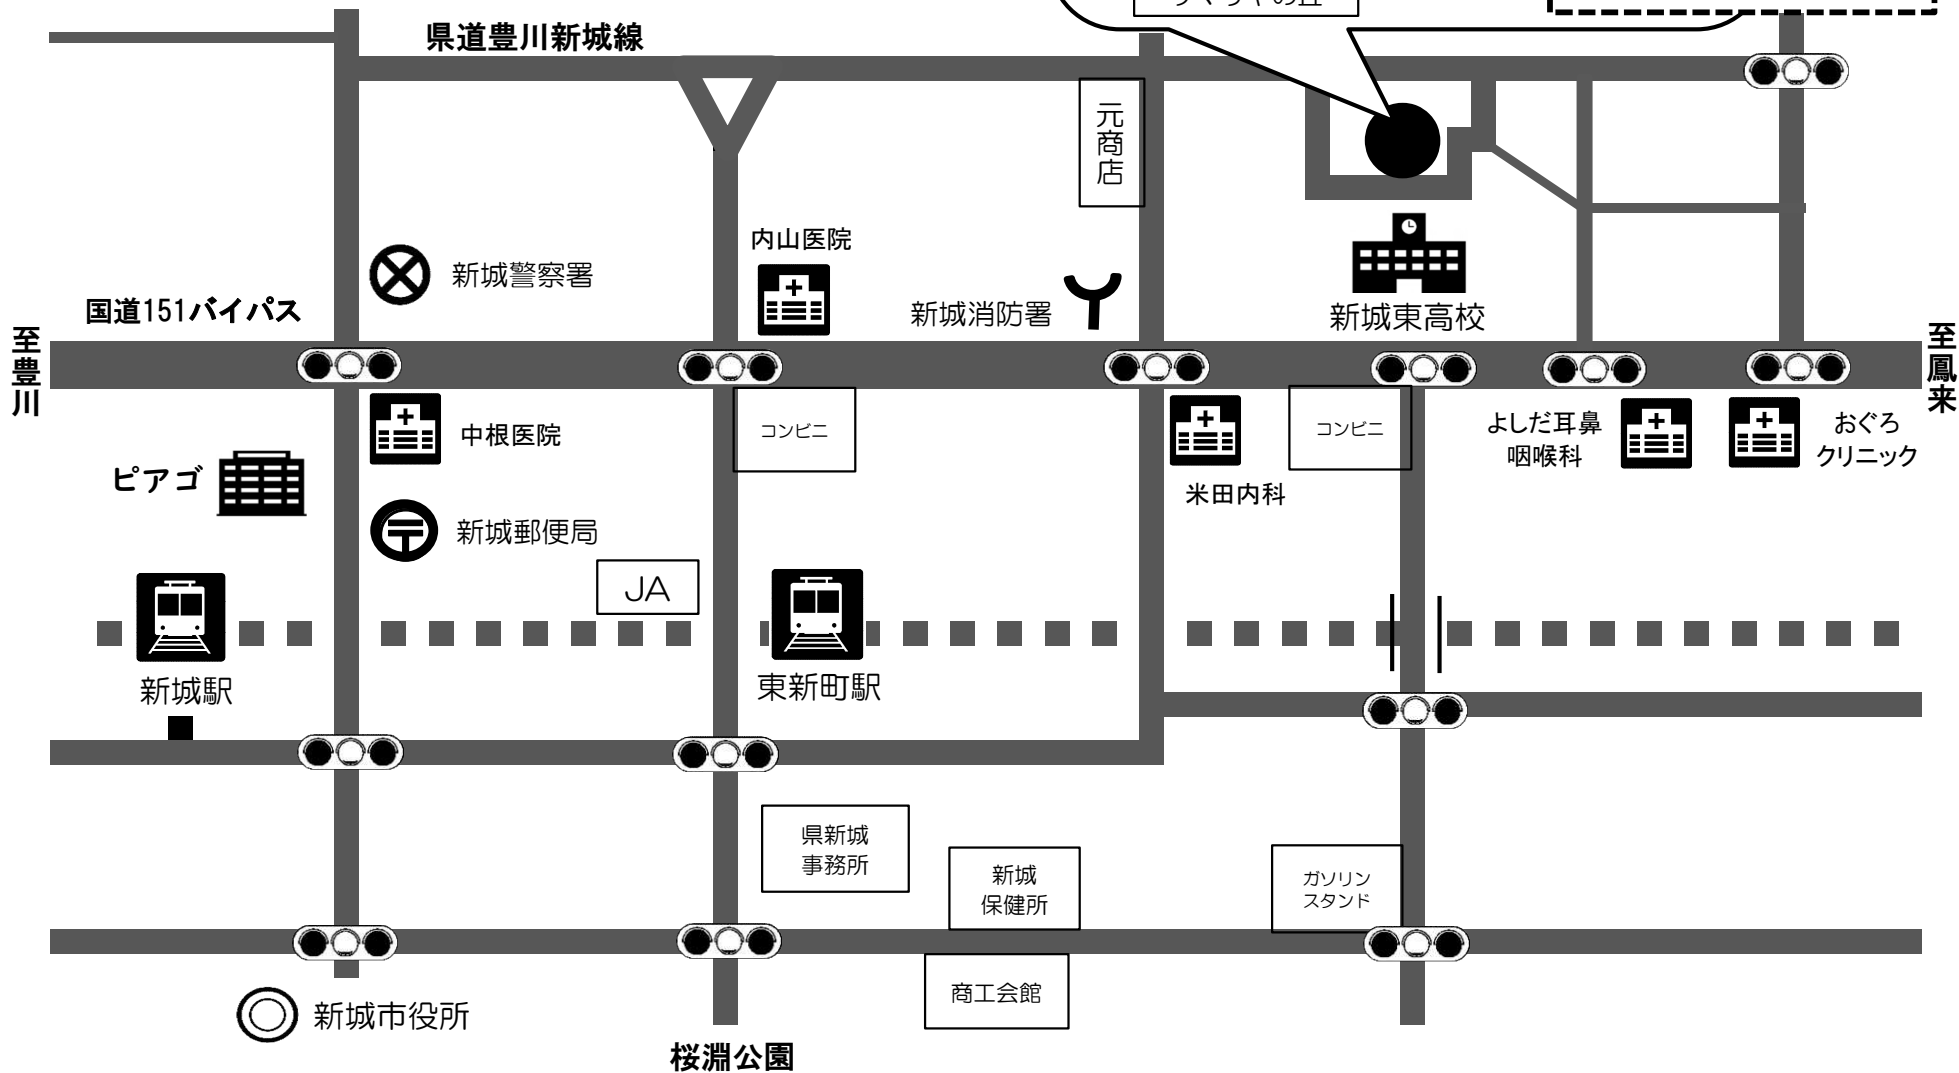 県道豊川新城線
元商店
内山医院
新城警察署
新城消防署
新城東高校
国道151バイパス
至豊川
至鳳来
中根医院
コンビニ
コンビニ
よしだ耳鼻
咽喉科
おぐろ
クリニック
米田内科
ピアゴ
新城郵便局
JA
新城駅
東新町駅
県新城
事務所
新城
保健所
ガソリン
スタンド
商工会館
新城市役所
桜淵公園